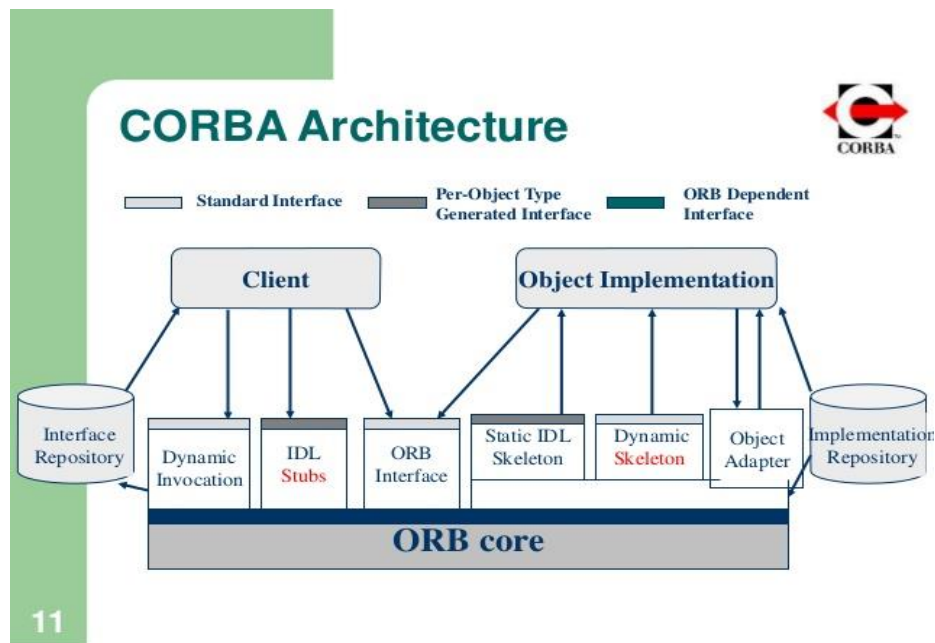 CORBA Architecture
CORBA
Standard Interface
Per-Object Type
Generated Interface
ORB Dependent
Interface
Client
Object Implementation
Interface
Repository
Dynamic
Invocation
IDL
Stubs
ORB
Interface
Static IDL
Skeleton
Dynamic
Skeleton
Object
Adapter
Implementation
Repository
ORB core
11